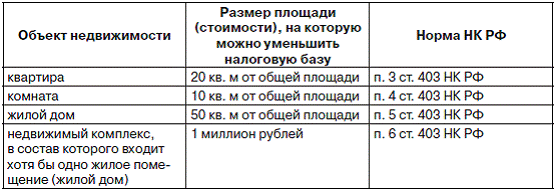 Объект недвижимости
Размер площади
(стоимости), на которую
можно уменьшить
налоговую базу
Норма НК РФ
квартира
20 кв. м от общей площади
п. 3 ст. 403 НК РФ
комната
10 кв. м от общей площади
п. 4 ст. 403 НК РФ
жилой дом
50 кв. м от общей площади
п. 5 ст. 403 НК РФ
недвижимый комплекс,
в состав которого входит
хотя бы одно жилое поме-
щение (жилой дом)
1 миллион рублей
п. 6 ст. 403 НК РФ